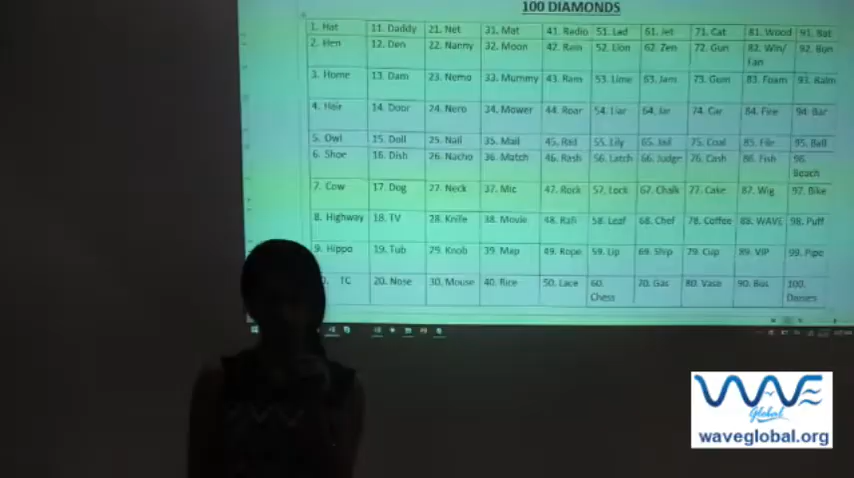 100 DIAMONDS
1. Hat 11. Daddy 21. Net 31. Mat 41. Radio 51. Led 61. Jet 71. Cat 81. Wood 91. Bat
2. Hen 12. Den 22. Nanny 32. Moon 42. Rain 52. Lion 62. Zen 72. Gun 82. Win/ Fan 92. Bun
3. Home 13. Dam 23. Nemo 33. Mummy 43. Ram 53. Lime 63. Jam 73. Gum 83. Foam 93. Balm
4. Hair 14. Door 24. Nero 34. Mower 44. Roar 54. Liar 64. Jar 74. Car 84. Fire 94. Bar
5. Owl 15. Doll 25. Nail 35. Mail 45. Rail 55. Lily 65. Jail 75. Coal 85. File 95. Ball
6. Shoe 16. Dish 26. Nacho 36. Match 46. Rash 56. Latch 66. Judge 76. Cash 86. Fish 96. Beach
7. Cow 17. Dog 27. Neck 37. Mic 47. Rock 57. Lock 67. Chalk 77. Cake 87. Wig 97. Bike
8. Highway 18. TV 28. Knife 38. Movie 48. Rafi 58. Leaf 68. Chef 78. Coffee 88. WAVE 98. Puff
9. Hippo 19. Tub 29. Knob 39. Map 49. Rope 59. Lip 69. Ship 79. Cup 89. VIP 99. Pipe
TC 20. Nose 30. Mouse 40. Rice 50. Lace 60. Chess 70. Gas 80. Vase 90. Bus 100. Daisies
WAVE
Global
waveglobal.org